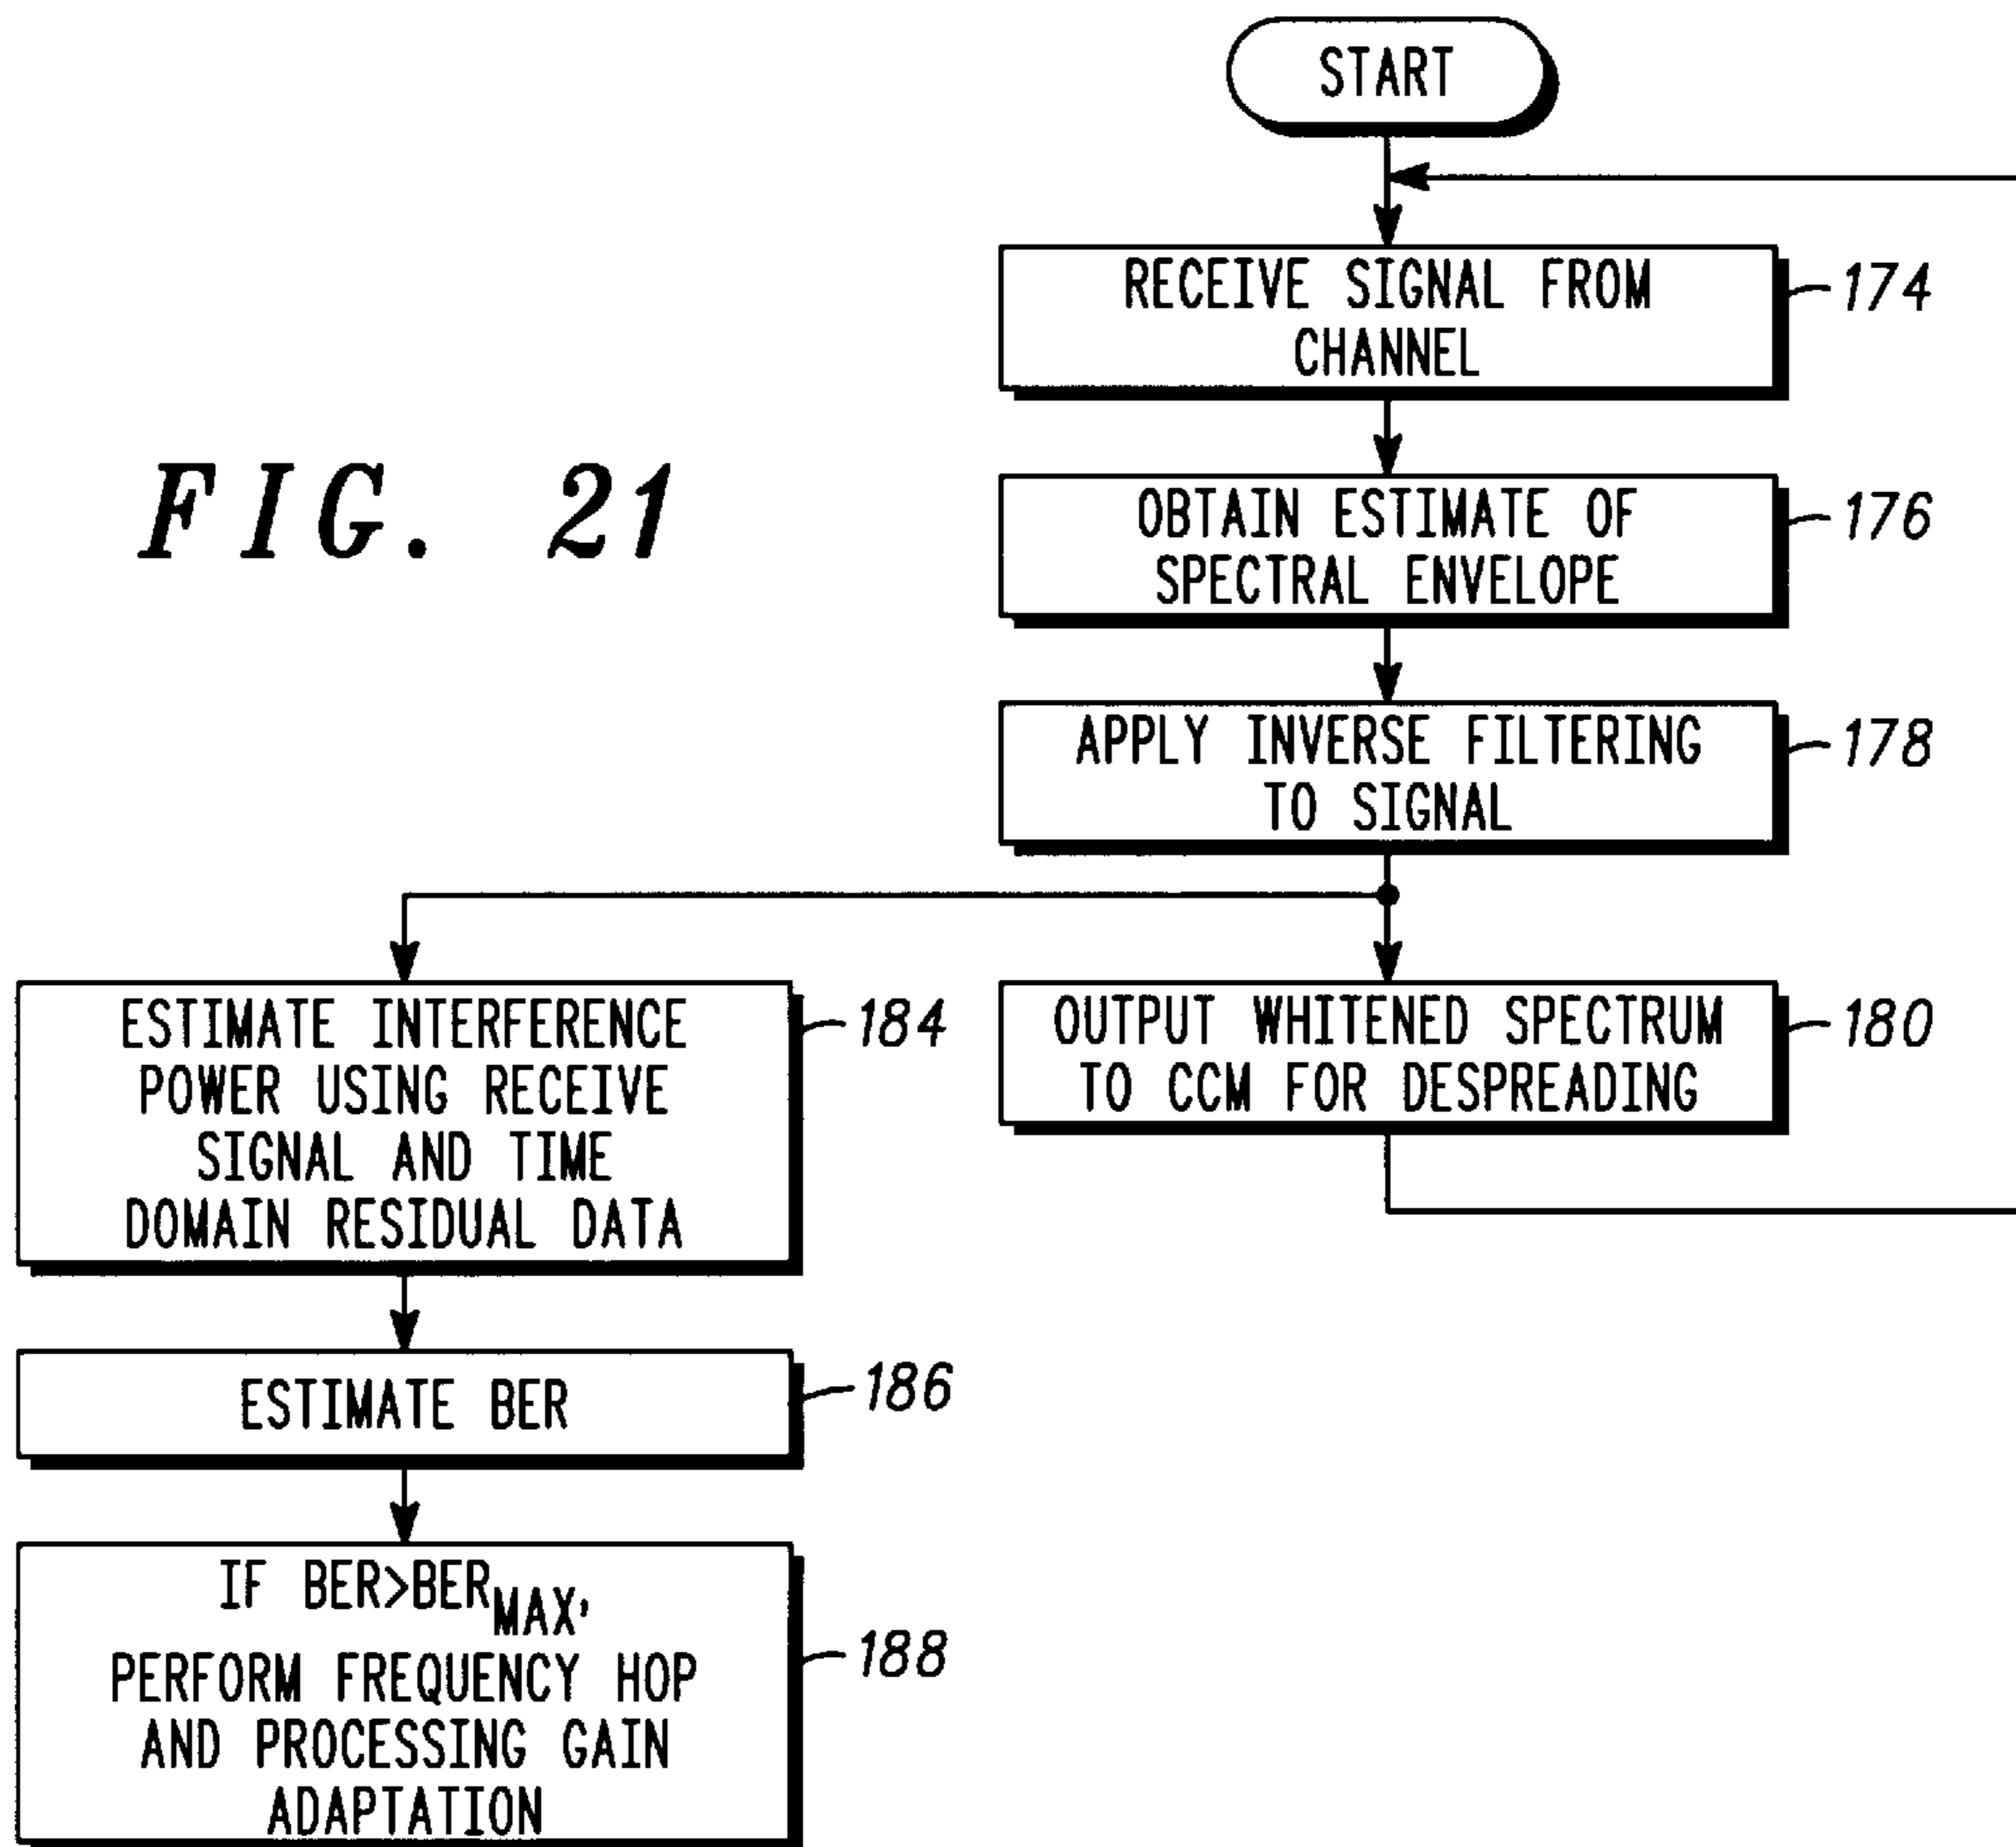 START
RECEIVE SIGNAL FROM
CHANNEL
174
FIG. 21
OBTAIN ESTIMATE OF
SPECTRAL ENVELOPE
176
APPLY INVERSE FILTERING
TO SIGNAL
178
ESTIMATE INTERFERENCE
POWER USING RECEIVE
SIGNAL AND TIME
DOMAIN RESIDUAL DATA
184
OUTPUT WHITENED SPECTRUM
TO CCM FOR DESPREADING
180
ESTIMATE BER
186
IF BER>BERMAX,
PERFORM FREQUENCY HOP
AND PROCESSING GAIN
ADAPTATION
188